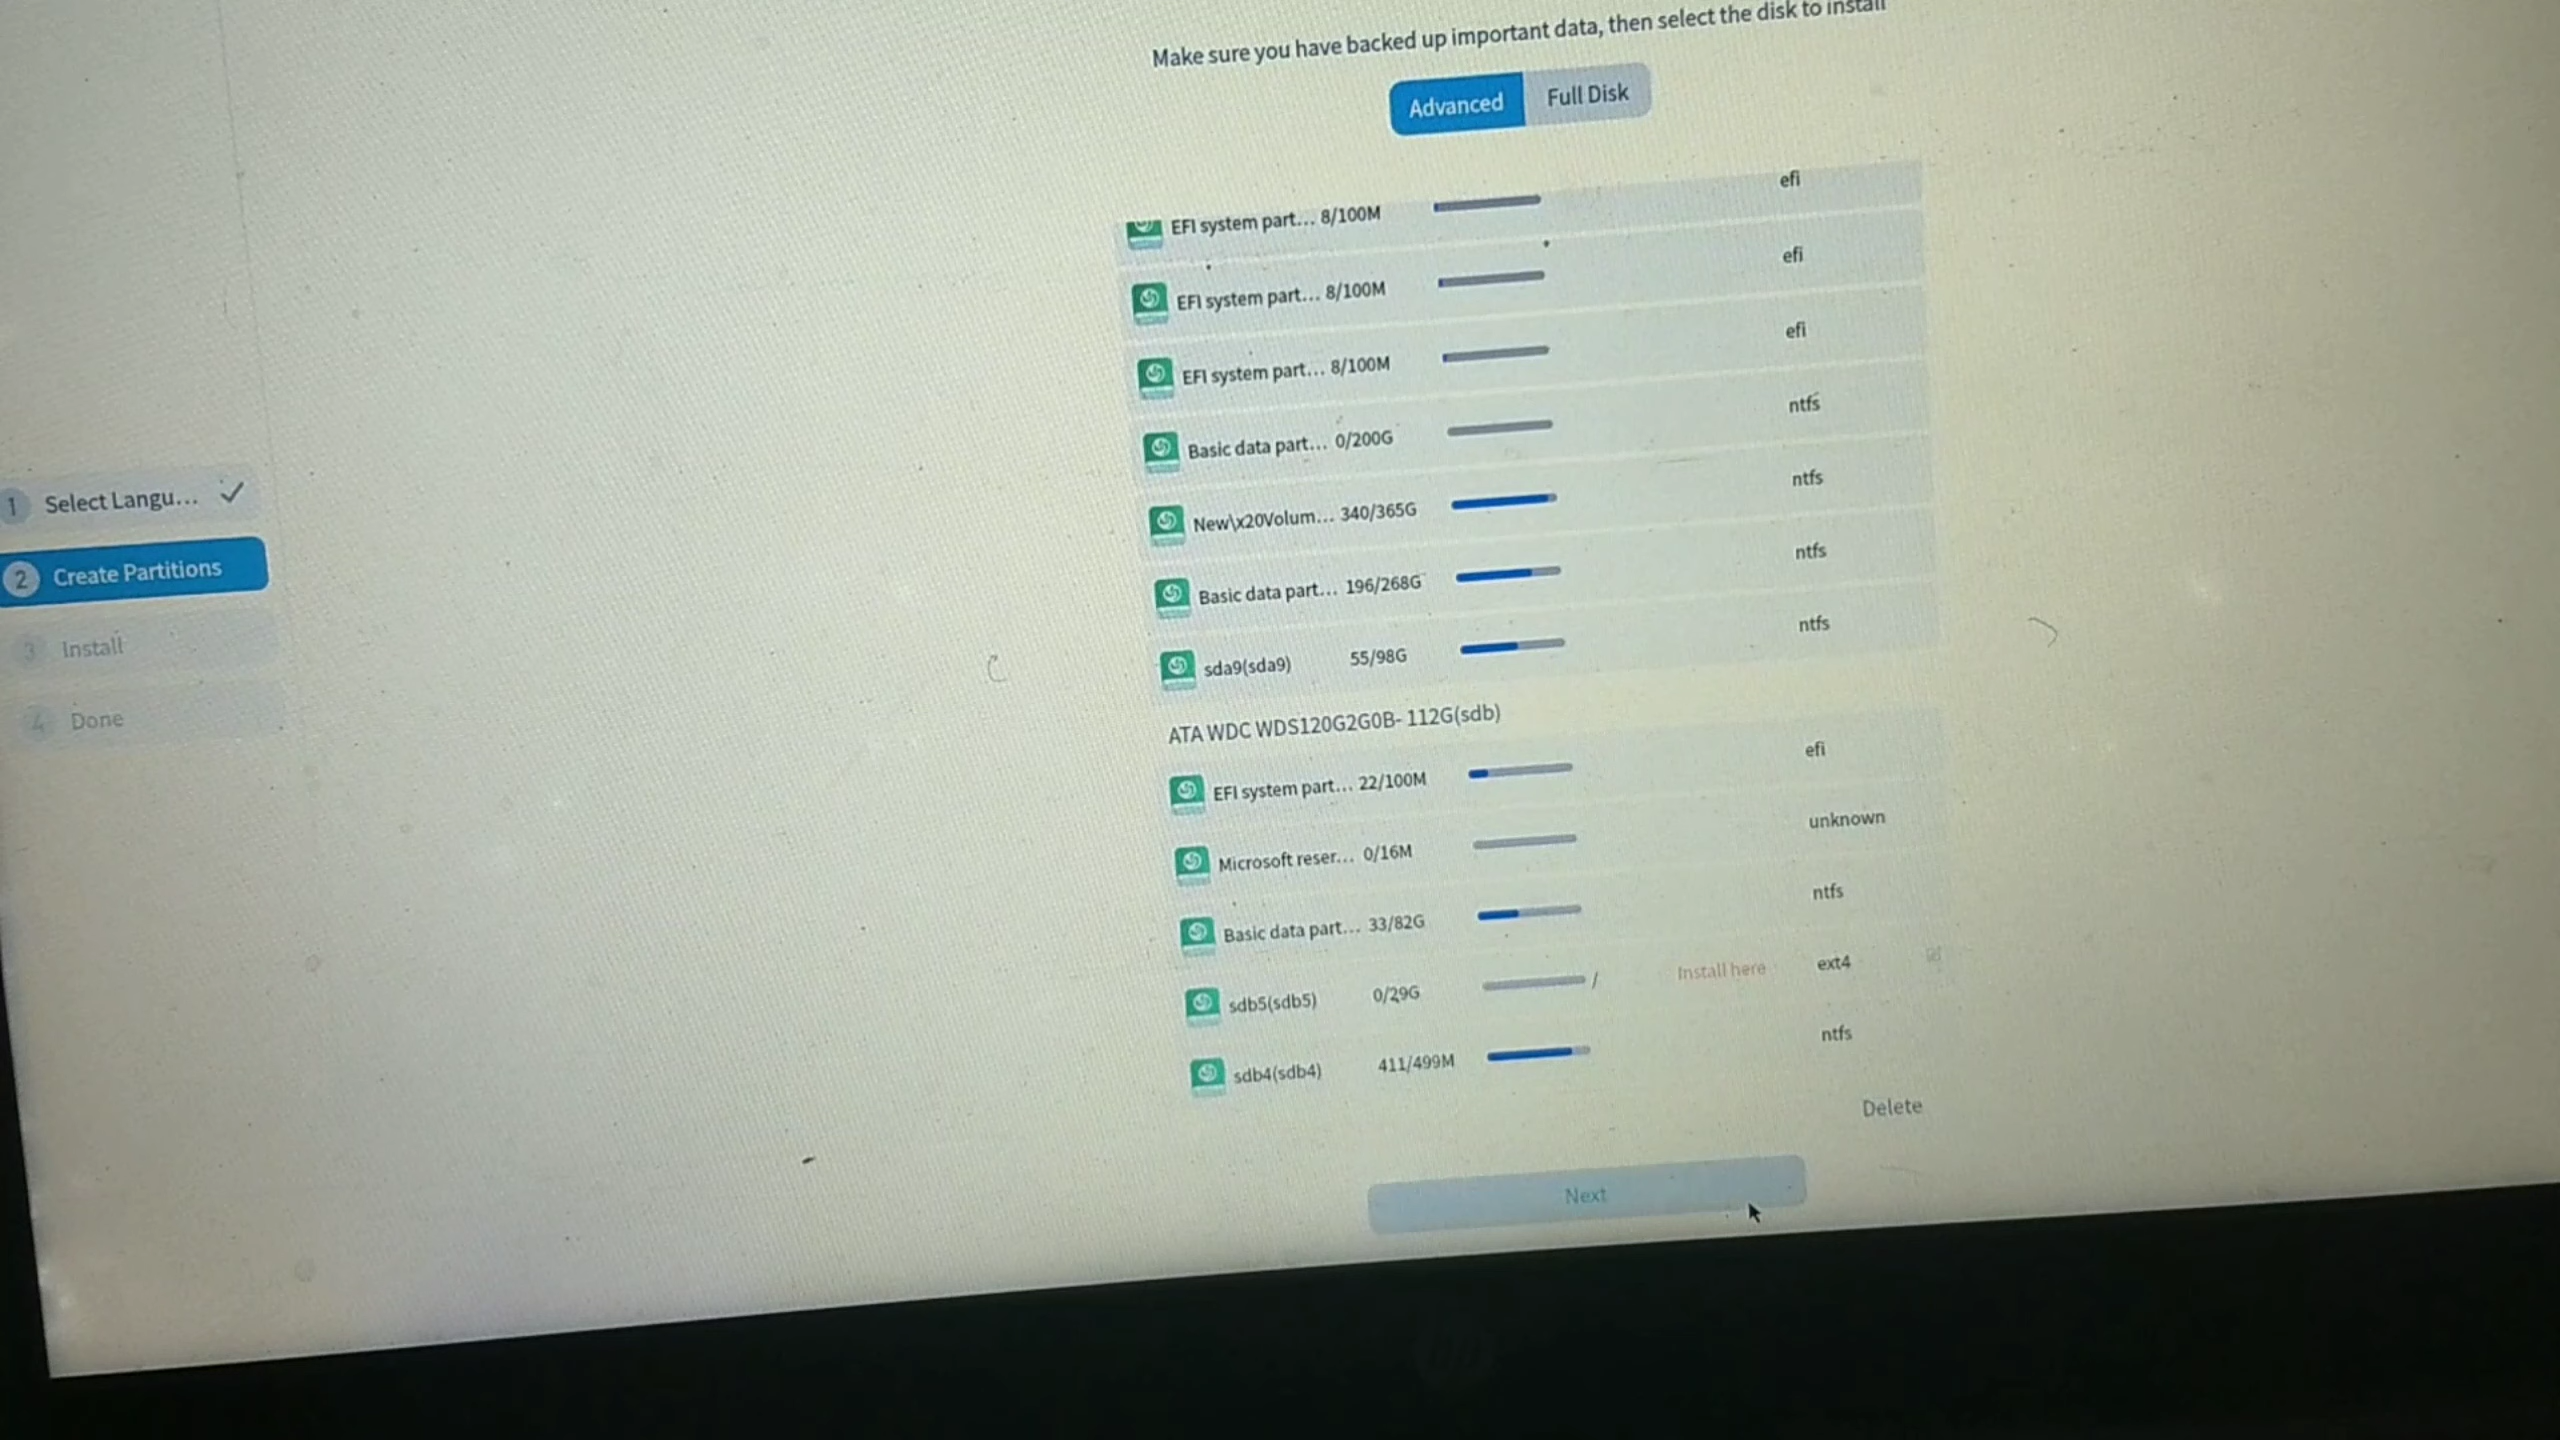 Make sure you have backed up important data, then select the disk to install
Advanced Full Disk
EFI system part... 8/100M efi
EFI system part... 8/100M efi
EFI system part... 8/100M efi
Basic data part... 0/200G ntfs
New\x20Volum... 340/365G ntfs
Basic data part... 196/268G ntfs
sda9(sda9) 55/98G ntfs
ATA WDC WDS120G2G0B- 112G(sdb)
EFI system part... 22/100M efi
Microsoft reser... 0/16M unknown
Basic data part... 33/82G ntfs
sdb5(sdb5) 0/29G / Install here ext4
sdb4(sdb4) 411/499M ntfs
Delete
Next
1 Select Langu...
2 Create Partitions
3 Install
4 Done